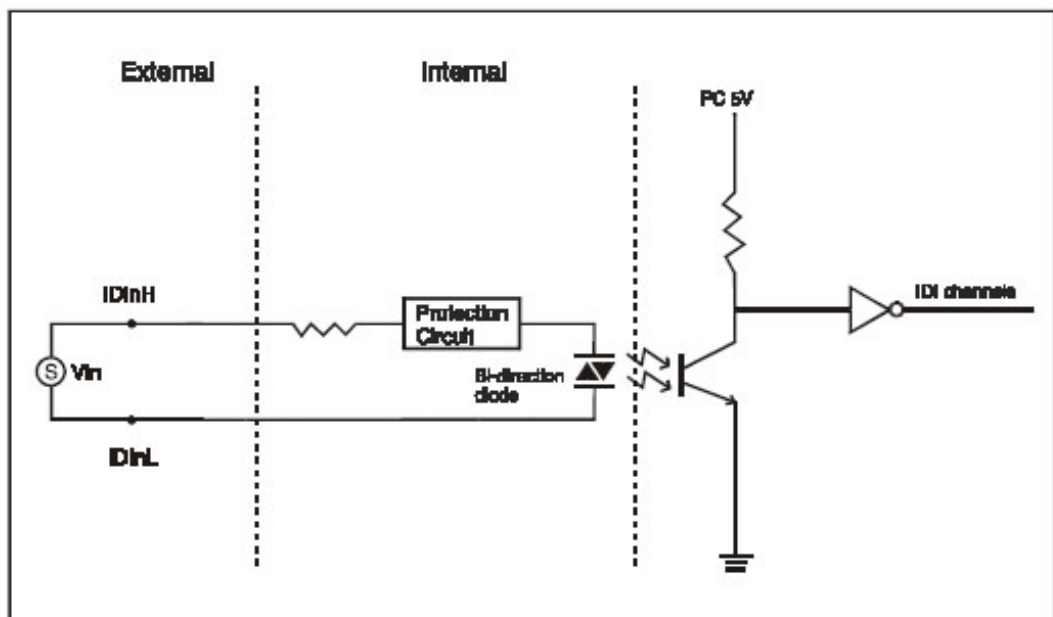 External
Internal
PC 5V
IDInH
IDI channels
Protection
Circuit
S
Vin
Bi-direction
diode
IDInL